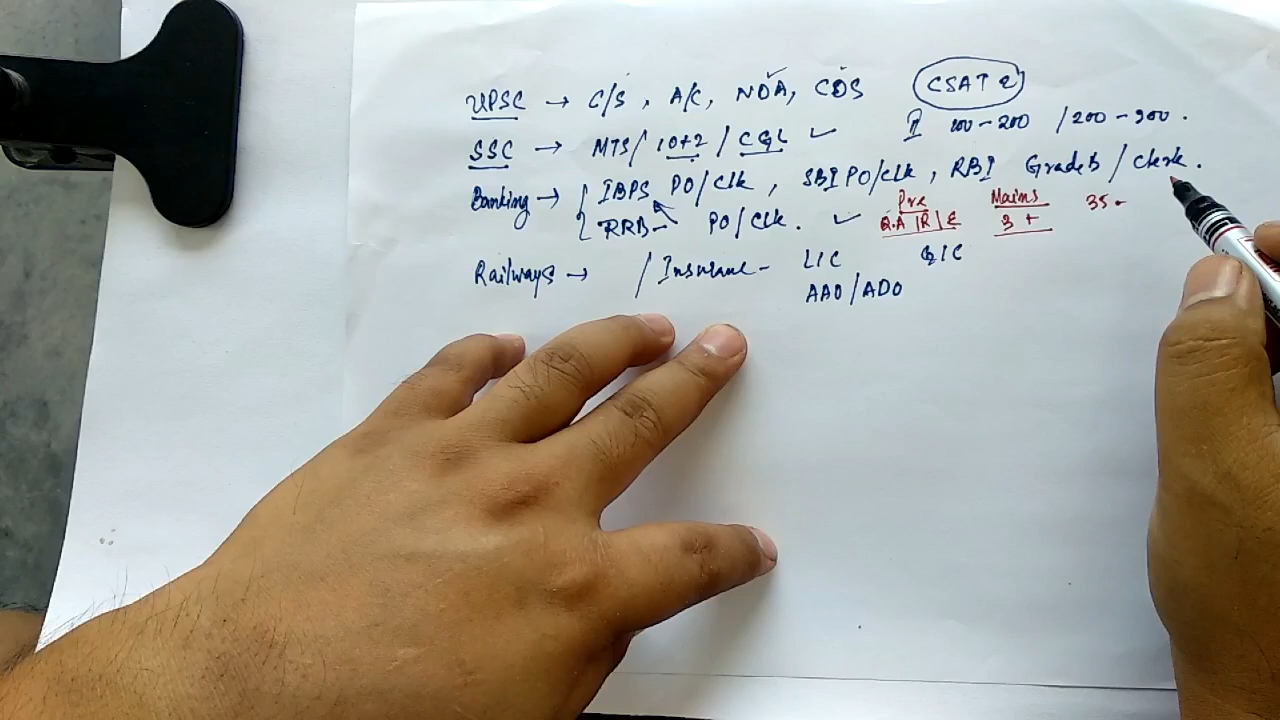 UPSC → C/S, A/C, NDA, CDS CSAT 2
SSC → MTS/ 10+2 / CGL ✓ II 100-200 /200-300.
Banking → { IBPS PO/Clk, SBI PO/Clk, RBI Grade B / Clerk.
RRB- PO/Clk. ✓ Q.A |R| E 3 + 35-
Pre Mains
Railways → / Insurance- LIC GIC
AAO/ADO